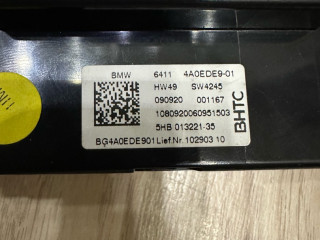 BMW 6411 4A0EDE9-01
HW49 SW4245
090920 001167
1080920060951503
5HB 013221-35
BG4A0EDE901 Lief.Nr. 102903 10
BHTC